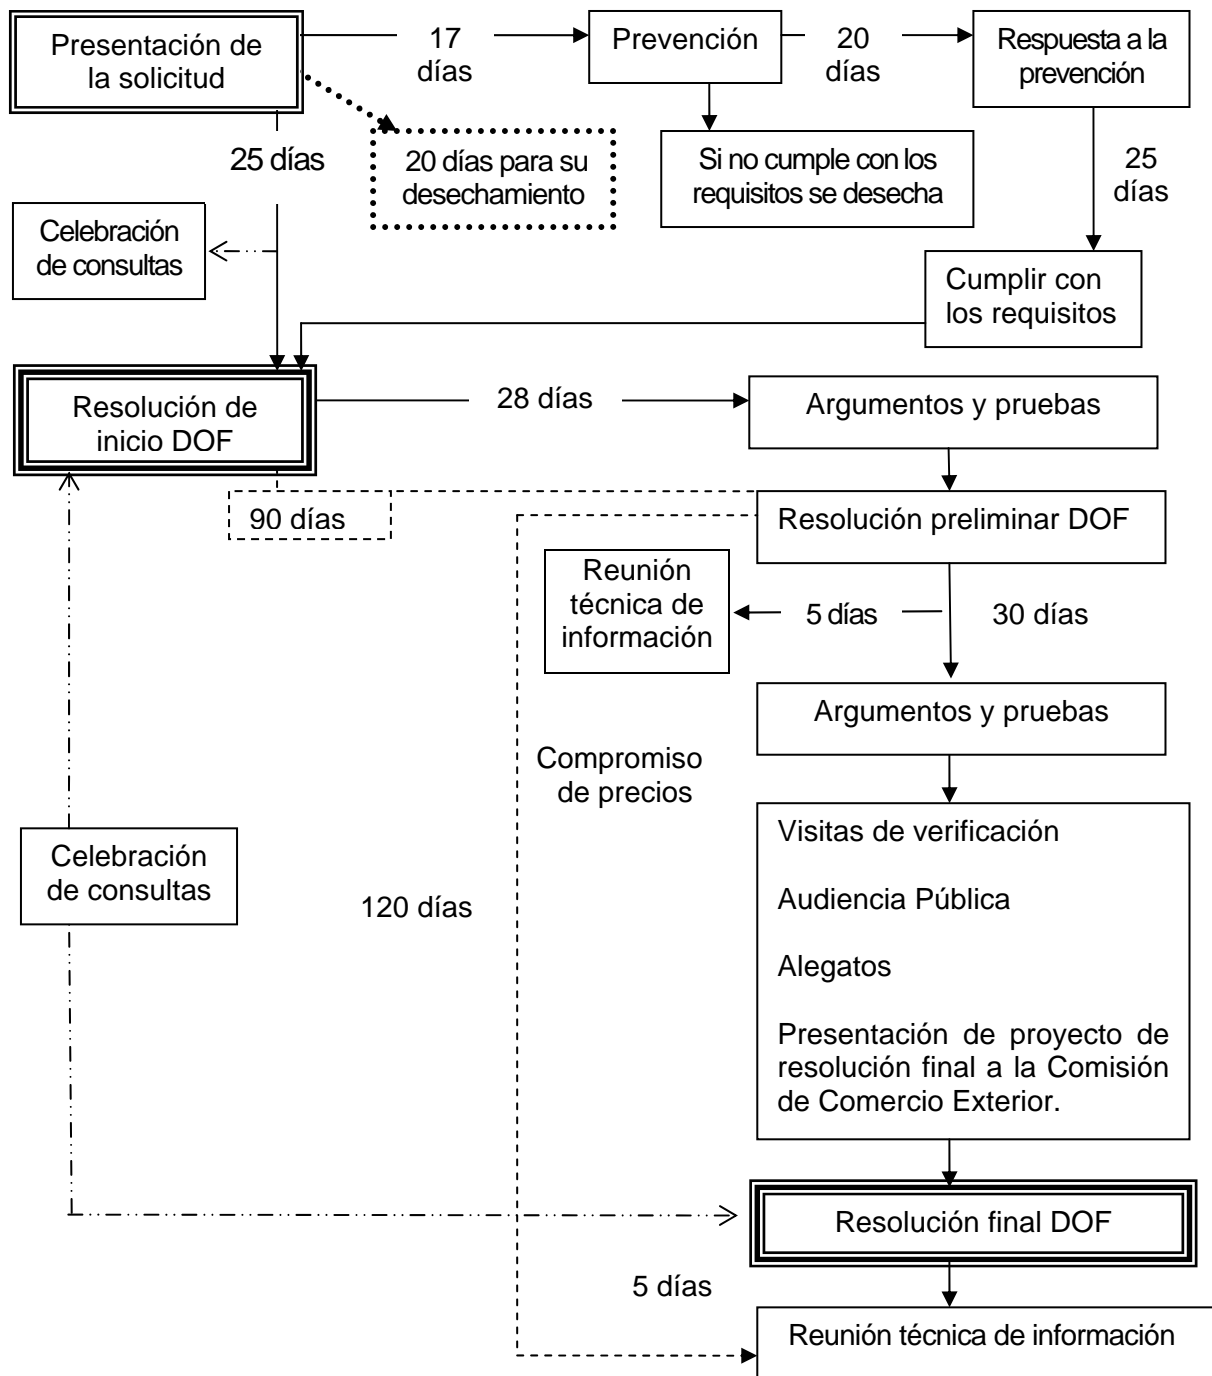 Presentación de
la solicitud
17
días
Prevención
20
días
Respuesta a la
prevención
25 días
20 días para su
desechamiento
Si no cumple con los
requisitos se desecha
25
días
Celebración
de consultas
Cumplir con
los requisitos
Resolución de
inicio DOF
28 días
Argumentos y pruebas
90 días
Resolución preliminar DOF
Reunión
técnica de
información
5 días
30 días
Argumentos y pruebas
Compromiso
de precios
Visitas de verificación
Audiencia Pública
Alegatos
Presentación de proyecto de
resolución final a la Comisión
de Comercio Exterior.
Celebración
de consultas
120 días
Resolución final DOF
5 días
Reunión técnica de información